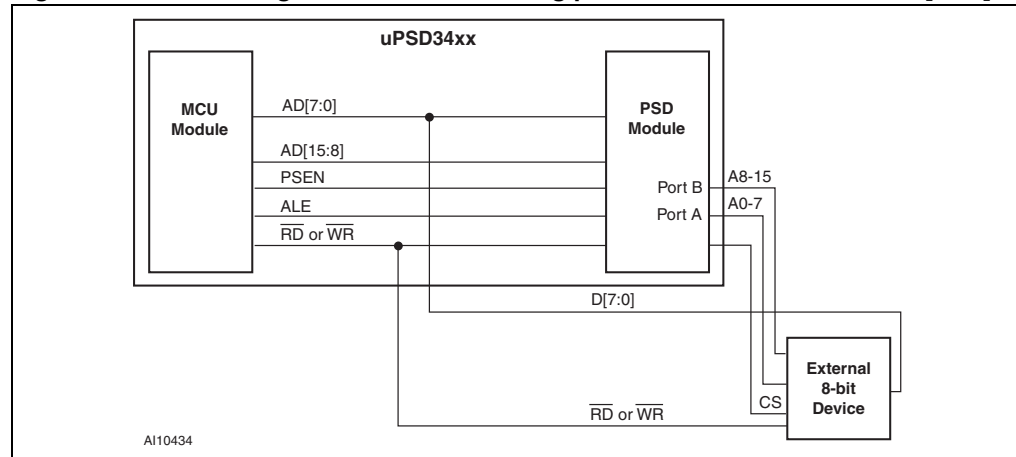 uPSD34xx
MCU
Module
AD[7:0]
AD[15:8]
PSEN
ALE
RD or WR
PSD
Module
Port B
Port A
A8-15
A0-7
D[7:0]
External
8-bit
Device
CS
RD or WR
AI10434